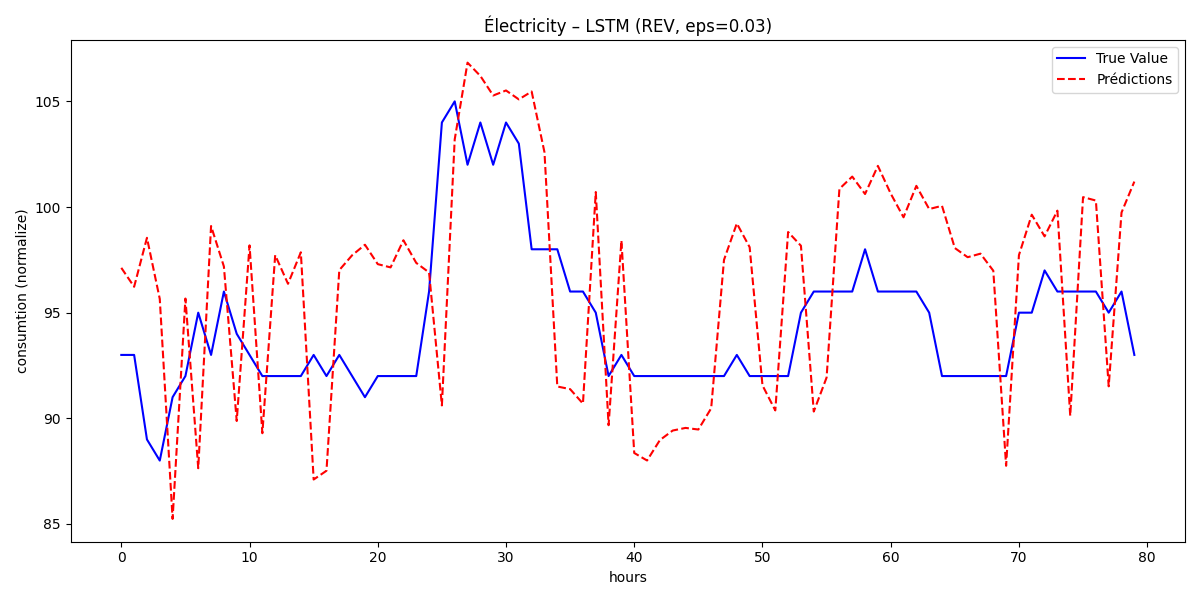 Électricity – LSTM (REV, eps=0.03)
True Value
Prédictions
consumtion (normalize)
105
100
95
90
85
0 10 20 30 40 50 60 70 80
hours